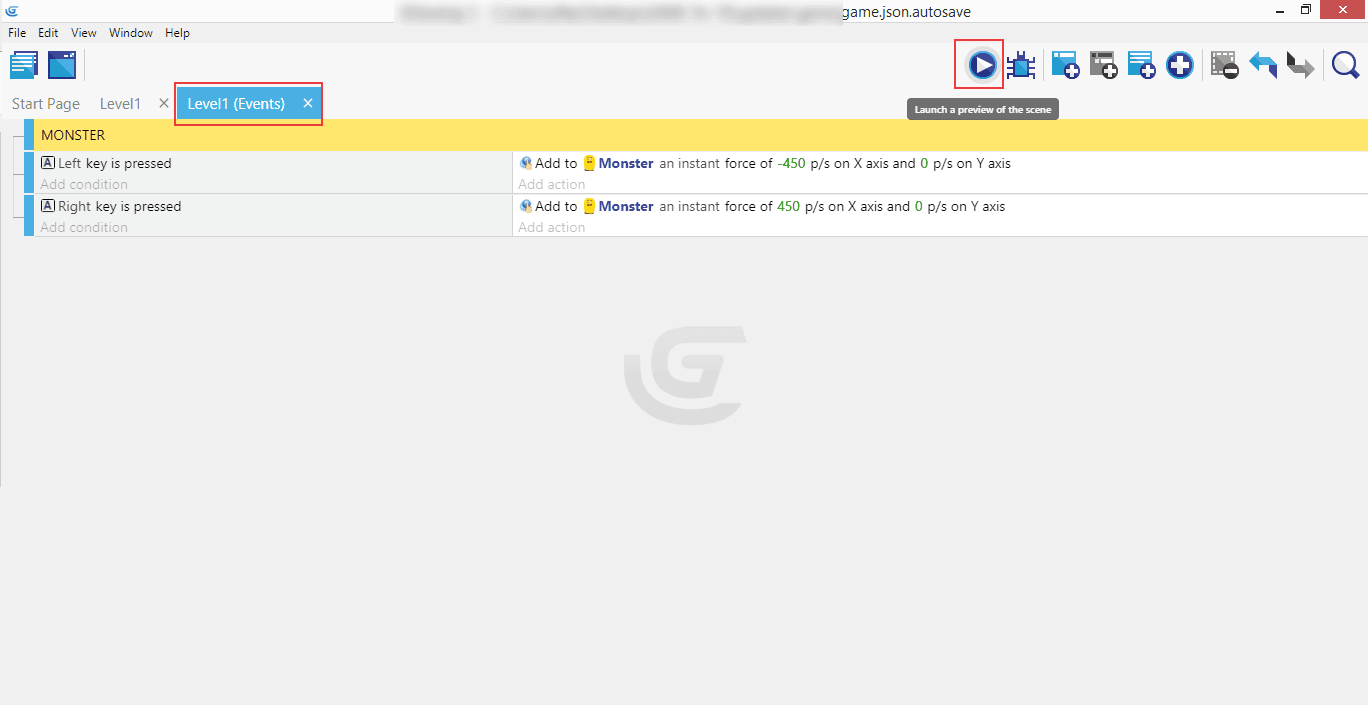 game.json.autosave
File Edit View Window Help
Launch a preview of the scene
Start Page Level1 Level1 (Events)
MONSTER
Left key is pressed Add to Monster an instant force of -450 p/s on X axis and 0 p/s on Y axis
Add condition Add action
Right key is pressed Add to Monster an instant force of 450 p/s on X axis and 0 p/s on Y axis
Add condition Add action